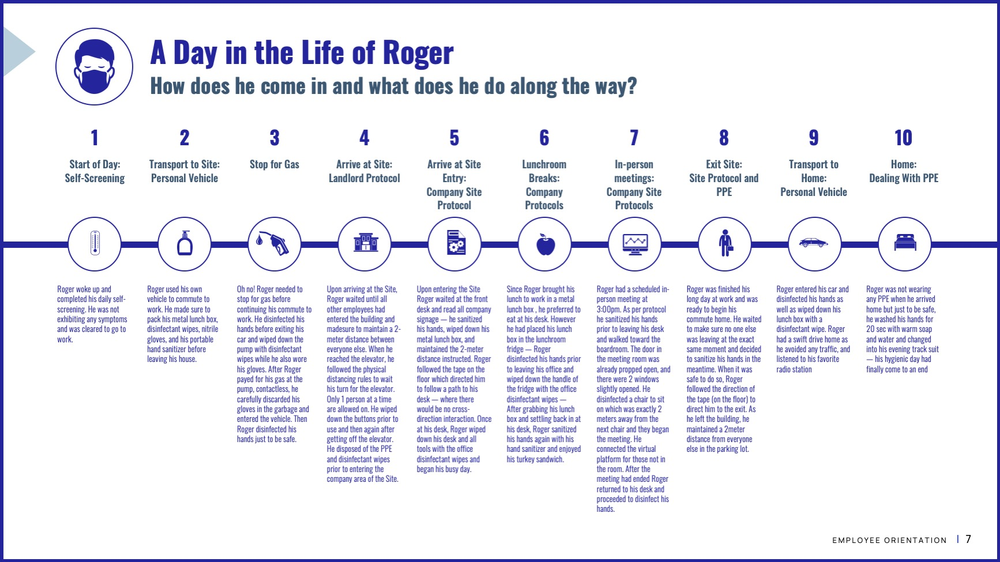 A Day in the Life of Roger
How does he come in and what does he do along the way?
1
Start of Day:
Self-Screening
Roger woke up and
completed his daily self-
screening. He was not
exhibiting any symptoms
and was cleared to go to
work.
2
Transport to Site:
Personal Vehicle
Roger used his own
vehicle to commute to
work. He made sure to
pack his metal lunch box,
disinfectant wipes, nitrile
gloves, and his portable
hand sanitizer before
leaving his house.
3
Stop for Gas
Oh no! Roger needed to
stop for gas before
continuing his commute to
work. He disinfected his
hands before exiting his
car and wiped down the
pump with disinfectant
wipes while he also wore
his gloves. After Roger
payed for his gas at the
pump, contactless, he
carefully discarded his
gloves in the garbage and
entered the vehicle. Then
Roger disinfected his
hands just to be safe.
4
Arrive at Site:
Landlord Protocol
Upon arriving at the Site,
Roger waited until all
other employees had
entered the building and
madesure to maintain a 2-
meter distance between
everyone else. When he
reached the elevator, he
followed the physical
distancing rules to wait
his turn for the elevator.
Only 1 person at a time
are allowed on. He wiped
down the buttons prior to
use and then again after
getting off the elevator.
He disposed of the PPE
and disinfectant wipes
prior to entering the
company area of the Site.
5
Arrive at Site
Entry:
Company Site
Protocol
Upon entering the Site
Roger waited at the front
desk and read all company
signage — he sanitized
his hands, wiped down his
metal lunch box, and
maintained the 2-meter
distance instructed. Roger
followed the tape on the
floor which directed him
to follow a path to his
desk — where there
would be no cross-
direction interaction. Once
at his desk, Roger wiped
down his desk and all
tools with the office
disinfectant wipes and
began his busy day.
6
Lunchroom
Breaks:
Company
Protocols
Since Roger brought his
lunch to work in a metal
lunch box , he preferred to
eat at his desk. However
he had placed his lunch
box in the lunchroom
fridge — Roger
disinfected his hands prior
to leaving his office and
wiped down the handle of
the fridge with the office
disinfectant wipes —
After grabbing his lunch
box and settling back in at
his desk, Roger sanitized
his hands again with his
hand sanitizer and enjoyed
his turkey sandwich.
7
In-person
meetings:
Company Site
Protocols
Roger had a scheduled in-
person meeting at
3:00pm. As per protocol
he sanitized his hands
prior to leaving his desk
and walked toward the
boardroom. The door in
the meeting room was
already propped open, and
there were 2 windows
slightly opened. He
disinfected a chair to sit
on which was exactly 2
meters away from the
next chair and they began
the meeting. He
connected the virtual
platform for those not in
the room. After the
meeting had ended Roger
returned to his desk and
proceeded to disinfect his
hands.
8
Exit Site:
Site Protocol and
PPE
Roger was finished his
long day at work and was
ready to begin his
commute home. He waited
to make sure no one else
was leaving at the exact
same moment and decided
to sanitize his hands in the
meantime. When it was
safe to do so, Roger
followed the direction of
the tape (on the floor) to
direct him to the exit. As
he left the building, he
maintained a 2meter
distance from everyone
else in the parking lot.
9
Transport to
Home:
Personal Vehicle
Roger entered his car and
disinfected his hands as
well as wiped down his
lunch box with a
disinfectant wipe. Roger
had a swift drive home as
he avoided any traffic, and
listened to his favorite
radio station
10
Home:
Dealing With PPE
Roger was not wearing
any PPE when he arrived
home but just to be safe,
he washed his hands for
20 sec with warm soap
and water and changed
into his evening track suit
— his hygienic day had
finally come to an end
EMPLOYEE ORIENTATION | 7